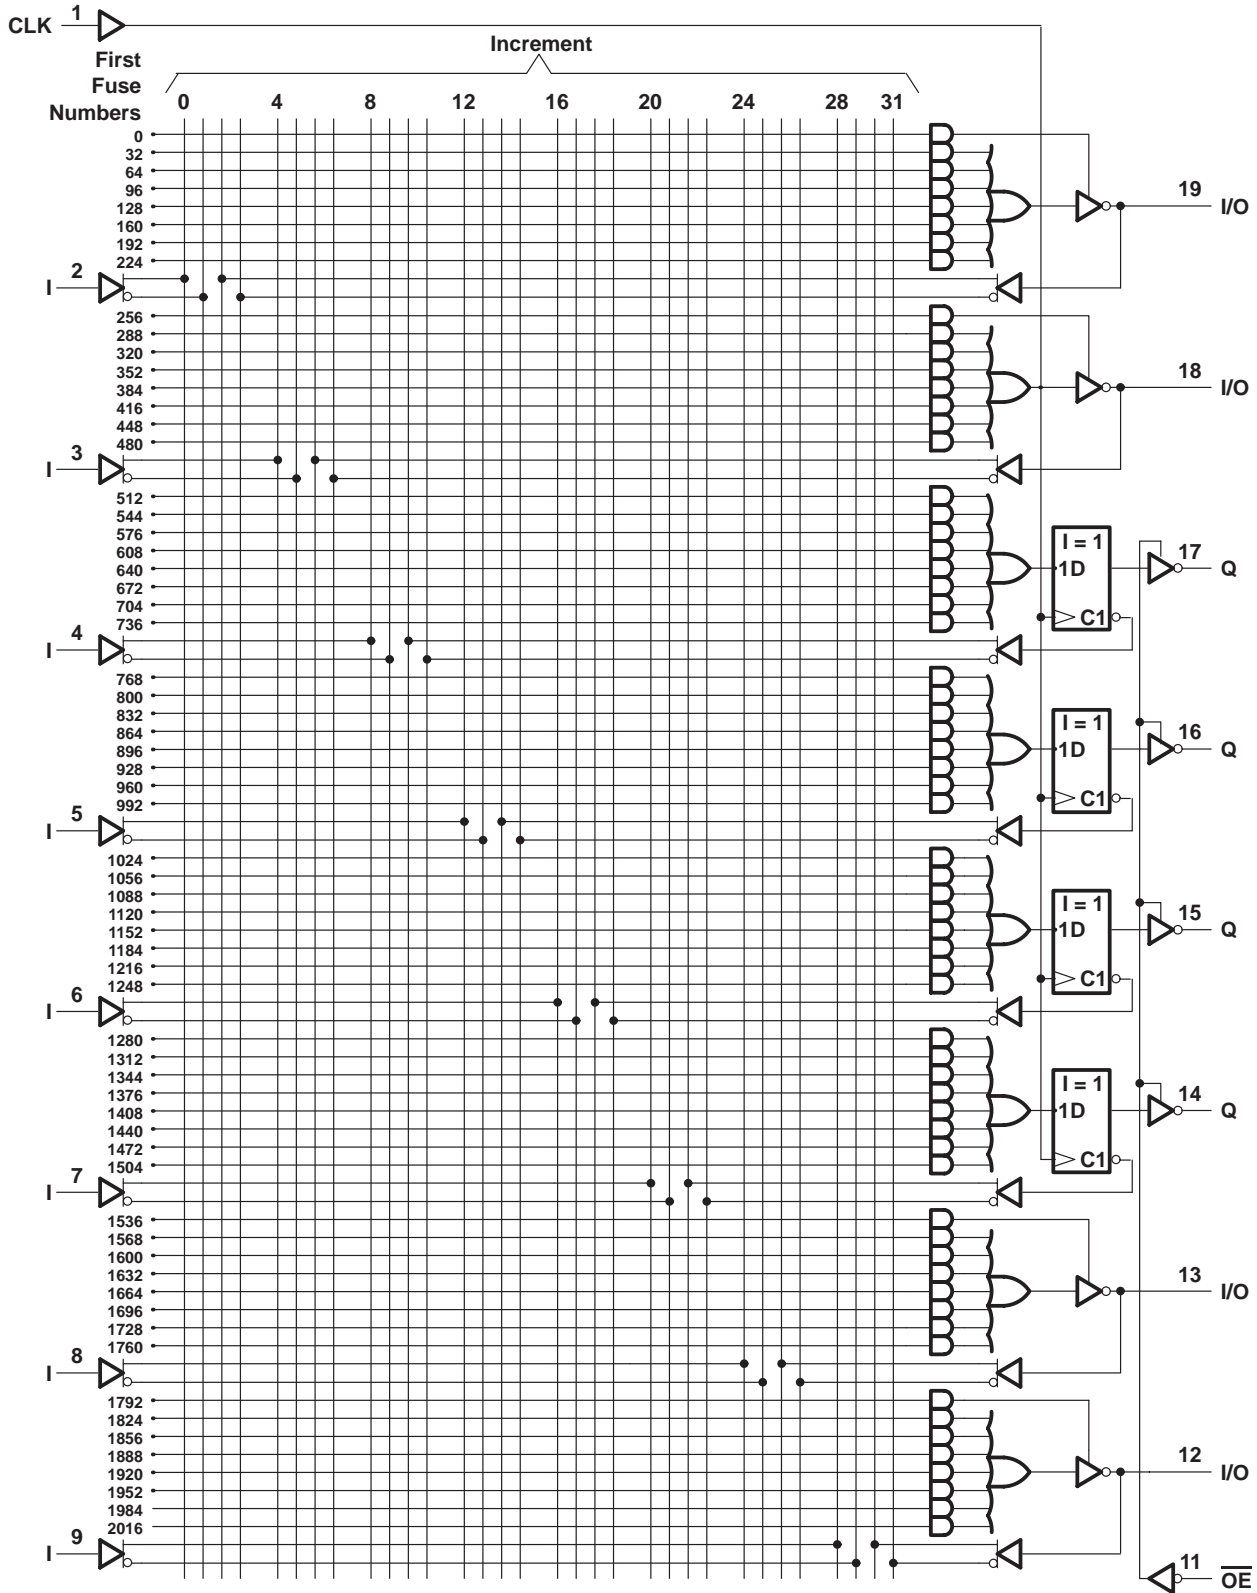 CLK 1
Increment
First
Fuse
Numbers
0 4 8 12 16 20 24 28 31
0
32
64
96
128
160
192
224
19 I/O
I 2
256
288
320
352
384
416
448
480
18 I/O
I 3
512
544
576
608
640
672
704
736
I = 1
1D
C1
17 Q
I 4
768
800
832
864
896
928
960
992
I = 1
1D
C1
16 Q
I 5
1024
1056
1088
1120
1152
1184
1216
1248
I = 1
1D
C1
15 Q
I 6
1280
1312
1344
1376
1408
1440
1472
1504
I = 1
1D
C1
14 Q
I 7
1536
1568
1600
1632
1664
1696
1728
1760
13 I/O
I 8
1792
1824
1856
1888
1920
1952
1984
2016
12 I/O
I 9
11 OE